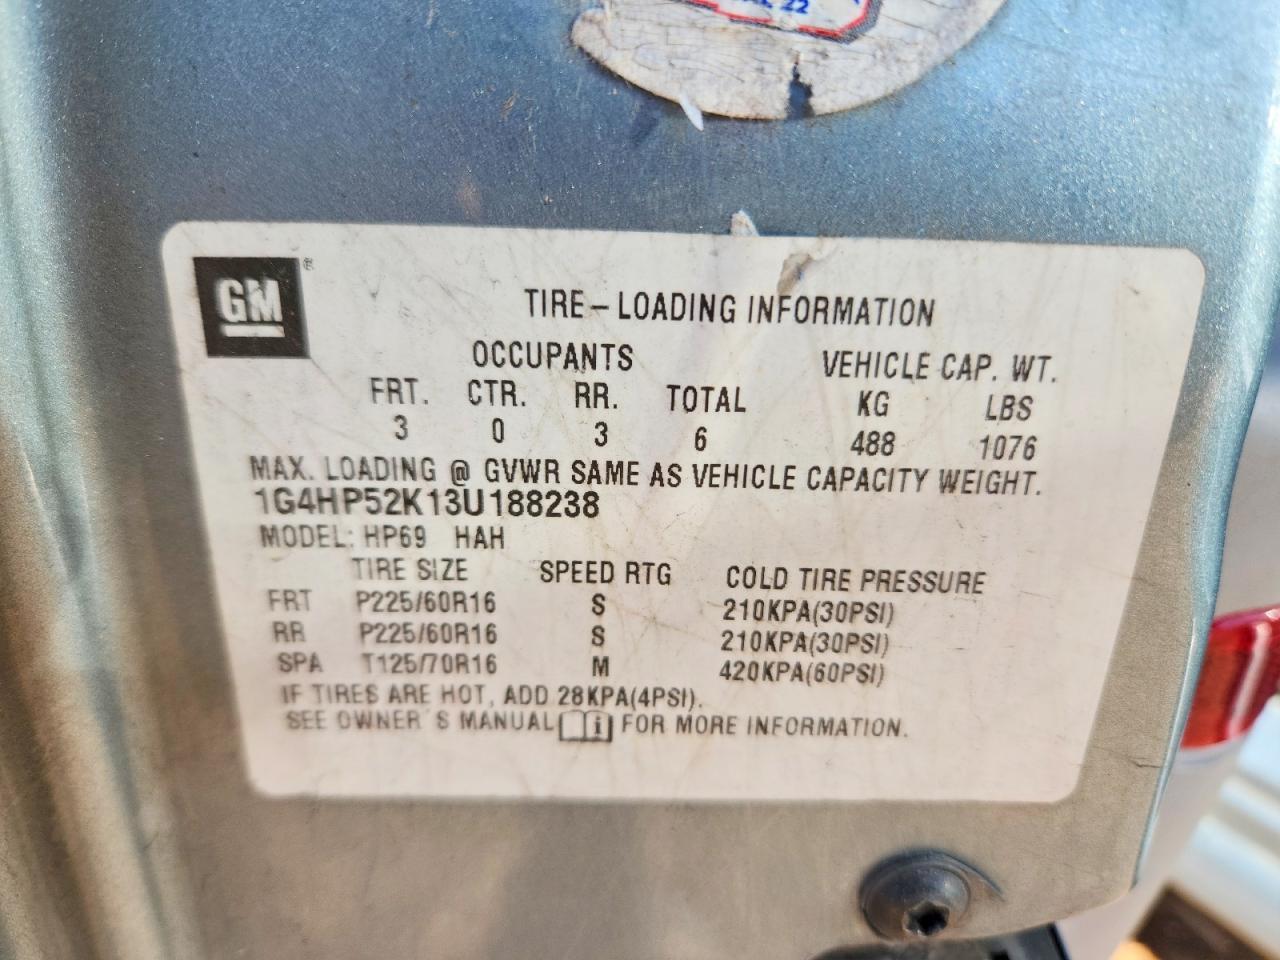 22
GM®
TIRE-LOADING INFORMATION
OCCUPANTS VEHICLE CAP. WT.
FRT. CTR. RR. TOTAL KG LBS
3 0 3 6 488 1076
MAX. LOADING @ GVWR SAME AS VEHICLE CAPACITY WEIGHT.
1G4HP52K13U188238
MODEL: HP69 HAH
TIRE SIZE SPEED RTG COLD TIRE PRESSURE
FRT P225/60R16 S 210KPA(30PSI)
RR P225/60R16 S 210KPA(30PSI)
SPA T125/70R16 M 420KPA(60PSI)
IF TIRES ARE HOT, ADD 28KPA(4PSI).
SEE OWNER'S MANUAL i FOR MORE INFORMATION.